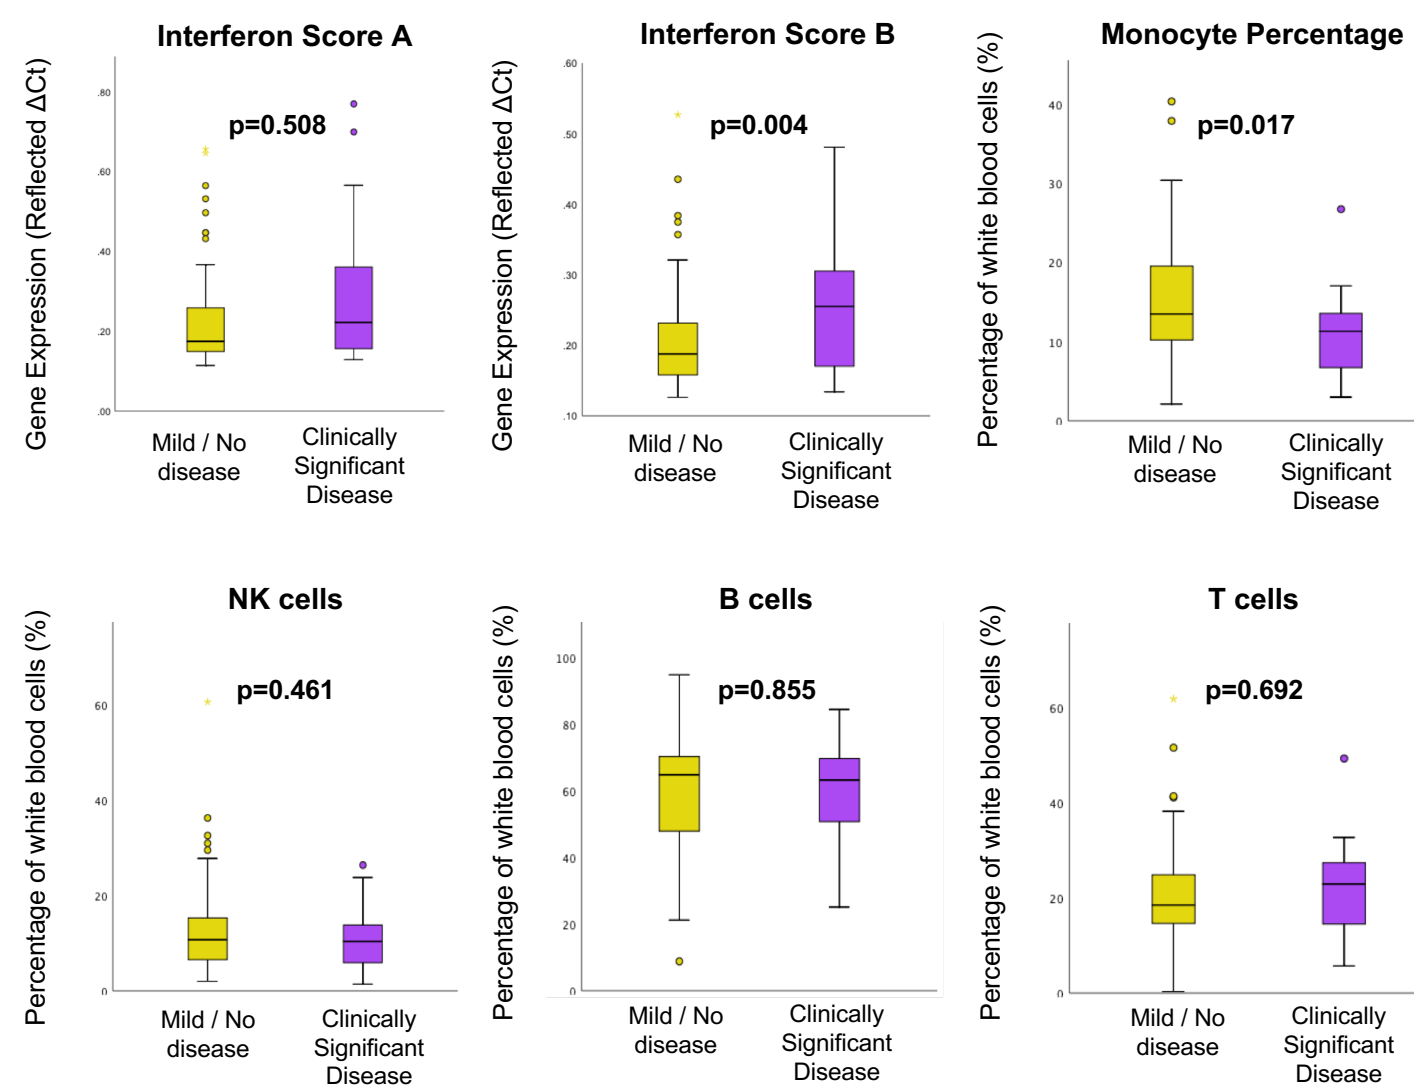 Interferon Score A
Gene Expression (Reflected ΔCt)
.80
.60
.40
.20
.00
p=0.508
Mild / No
disease
Clinically
Significant
Disease
Interferon Score B
Gene Expression (Reflected ΔCt)
.60
.50
.40
.30
.20
.10
p=0.004
Mild / No
disease
Clinically
Significant
Disease
Monocyte Percentage
Percentage of white blood cells (%)
40
30
20
10
0
p=0.017
Mild / No
disease
Clinically
Significant
Disease
NK cells
Percentage of white blood cells (%)
60
40
20
0
p=0.461
Mild / No
disease
Clinically
Significant
Disease
B cells
Percentage of white blood cells (%)
100
80
60
40
20
0
p=0.855
Mild / No
disease
Clinically
Significant
Disease
T cells
Percentage of white blood cells (%)
60
40
20
0
p=0.692
Mild / No
disease
Clinically
Significant
Disease